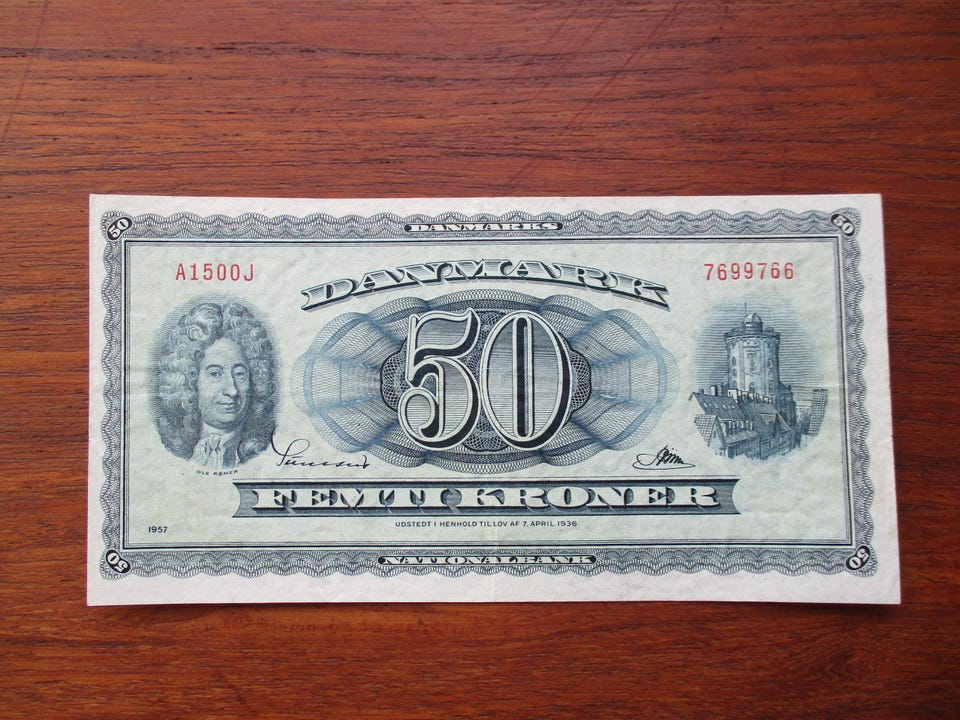 50 DANMARKS 50
A1500J 7699766
DANMARK
50
OLE RØMER
FEMTI KRONER
UDSTEDT I HENHOLD TIL LOV AF 7. APRIL 1936
1957
50 NATIONALBANK 50